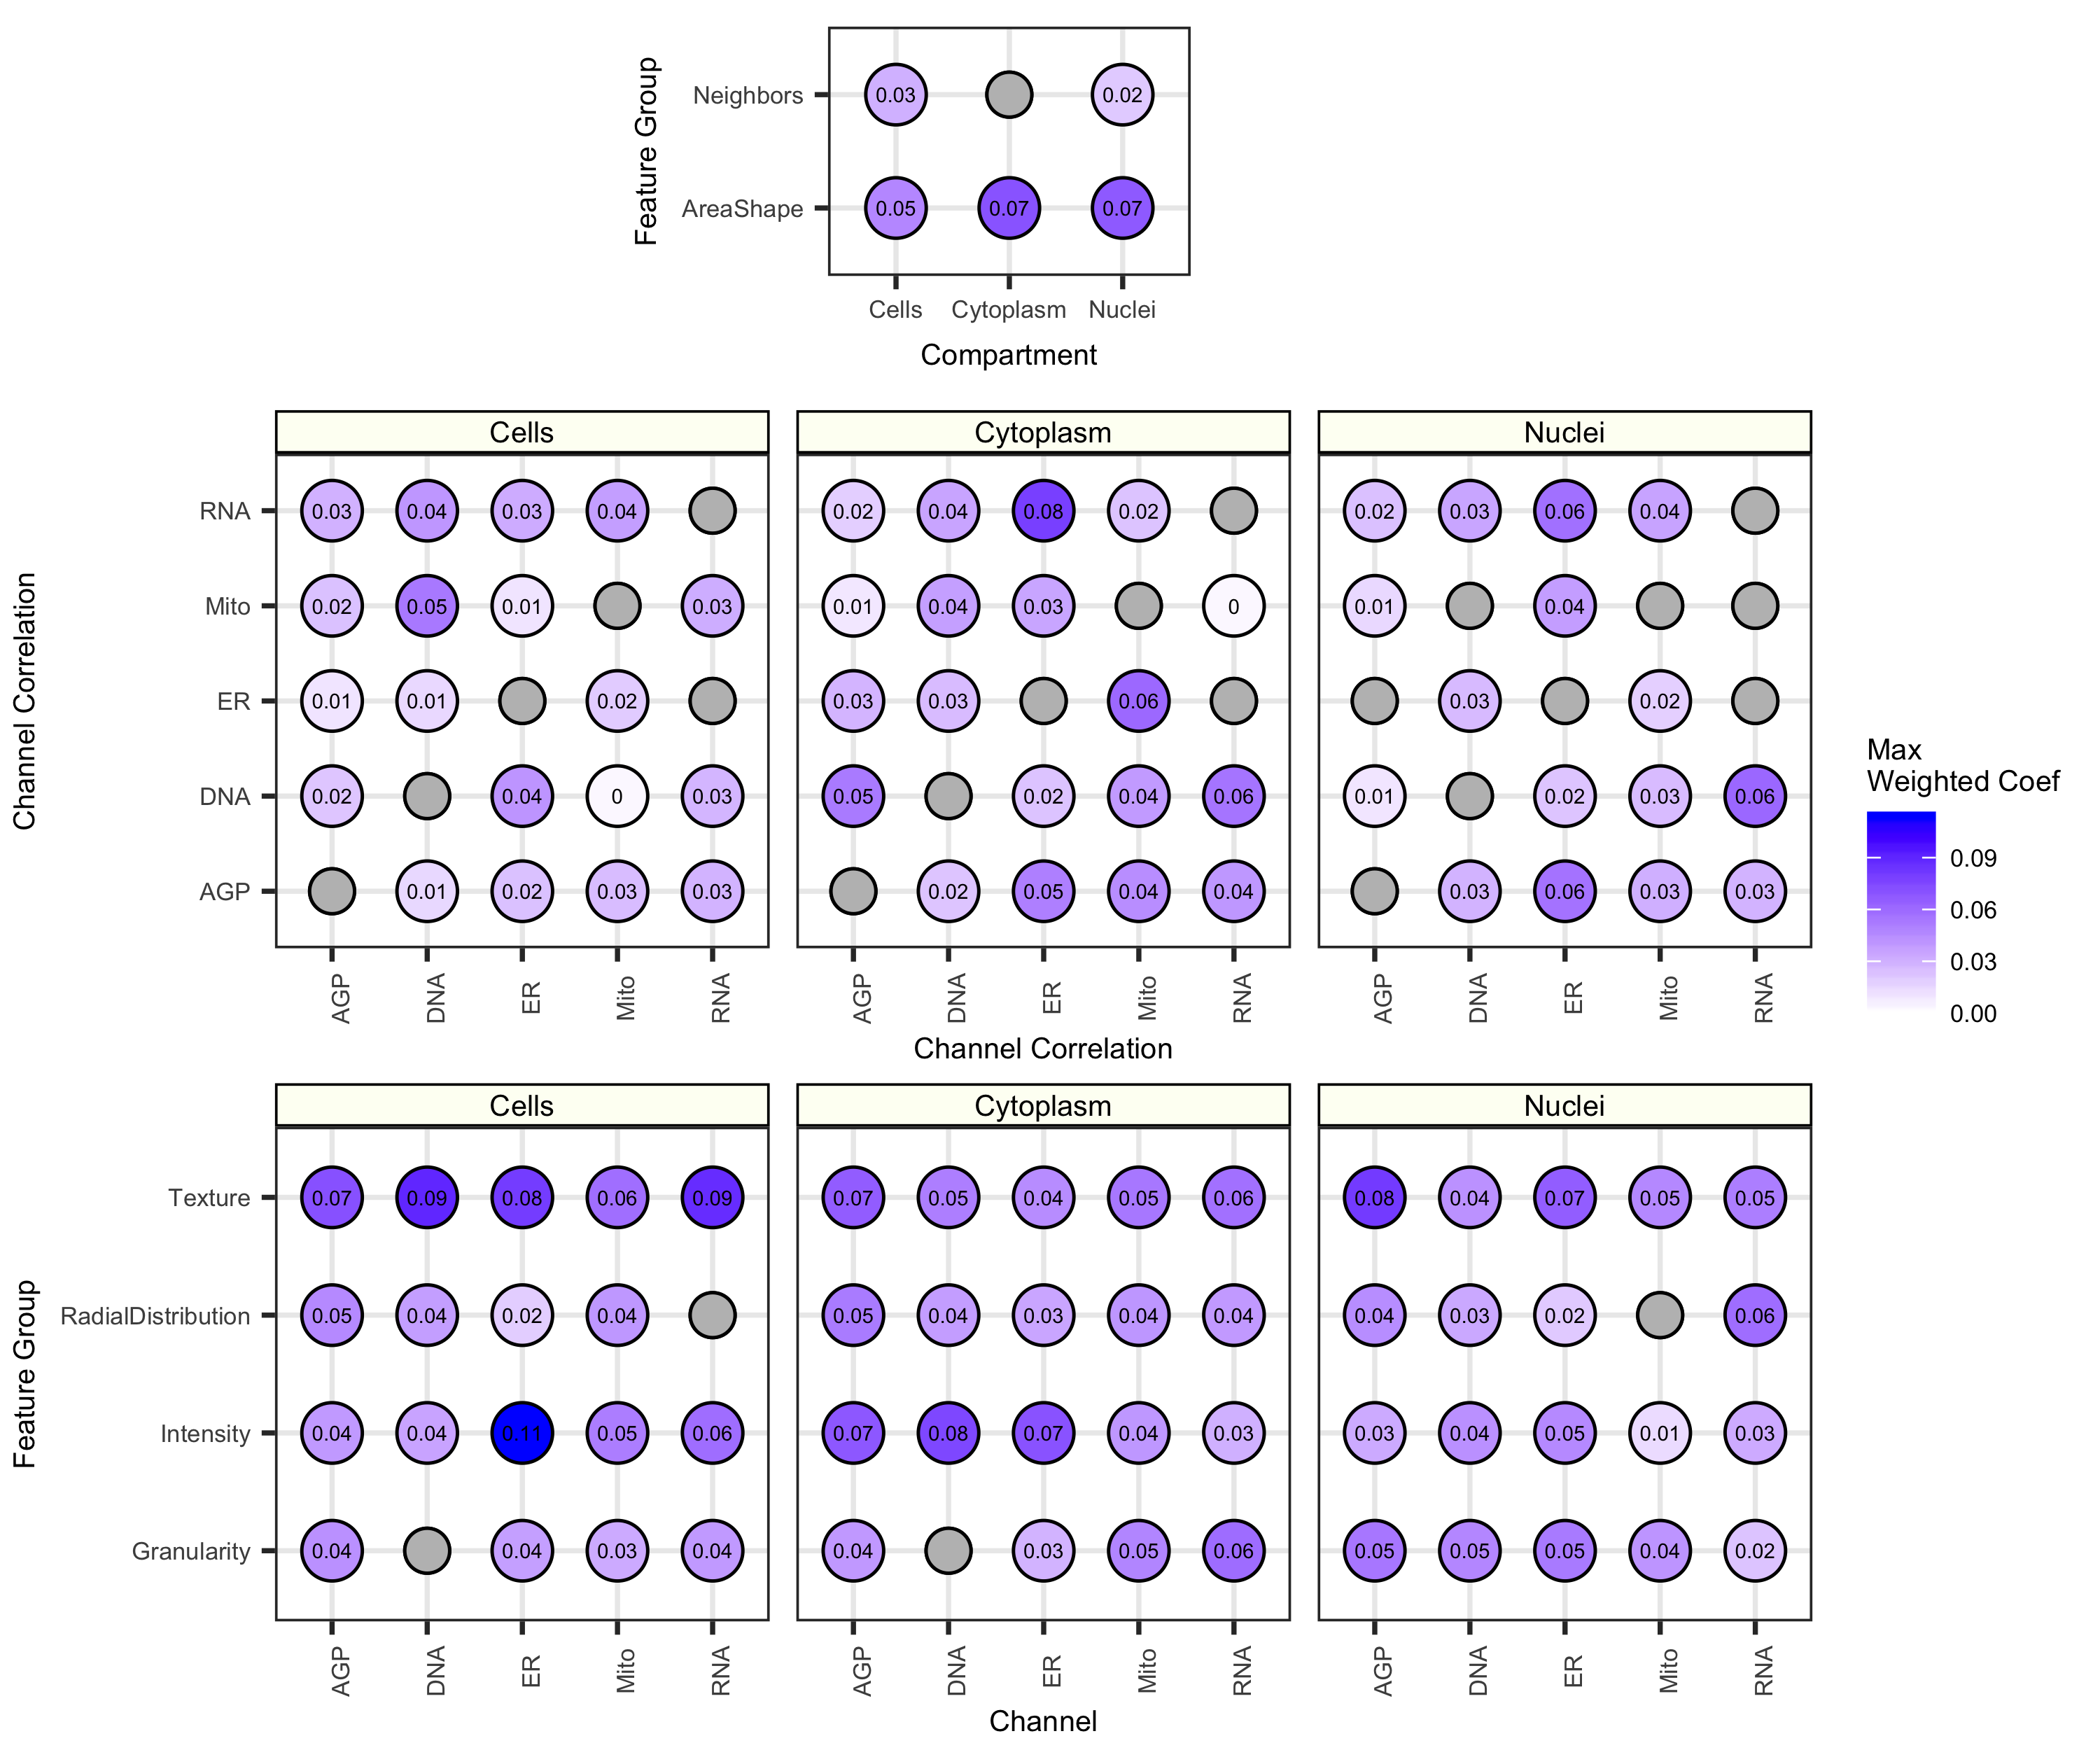 Feature Group
Neighbors 0.03 0.02
AreaShape 0.05 0.07 0.07
Cells Cytoplasm Nuclei
Compartment
Cells Cytoplasm Nuclei
Channel Correlation
RNA 0.03 0.04 0.03 0.04 0.02 0.04 0.08 0.02 0.02 0.03 0.06 0.04
Mito 0.02 0.05 0.01 0.03 0.01 0.04 0.03 0 0.01 0.04
ER 0.01 0.01 0.02 0.03 0.03 0.06 0.03 0.02
DNA 0.02 0.04 0 0.03 0.05 0.02 0.04 0.06 0.01 0.02 0.03 0.06
AGP 0.01 0.02 0.03 0.03 0.02 0.05 0.04 0.04 0.03 0.06 0.03 0.03
AGP DNA ER Mito RNA AGP DNA ER Mito RNA AGP DNA ER Mito RNA
Channel Correlation
Max
Weighted Coef
0.09
0.06
0.03
0.00
Cells Cytoplasm Nuclei
Feature Group
Texture 0.07 0.09 0.08 0.06 0.09 0.07 0.05 0.04 0.05 0.06 0.08 0.04 0.07 0.05 0.05
RadialDistribution 0.05 0.04 0.02 0.04 0.05 0.04 0.03 0.04 0.04 0.04 0.03 0.02 0.06
Intensity 0.04 0.04 0.11 0.05 0.06 0.07 0.08 0.07 0.04 0.03 0.03 0.04 0.05 0.01 0.03
Granularity 0.04 0.04 0.03 0.04 0.04 0.03 0.05 0.06 0.05 0.05 0.05 0.04 0.02
AGP DNA ER Mito RNA AGP DNA ER Mito RNA AGP DNA ER Mito RNA
Channel